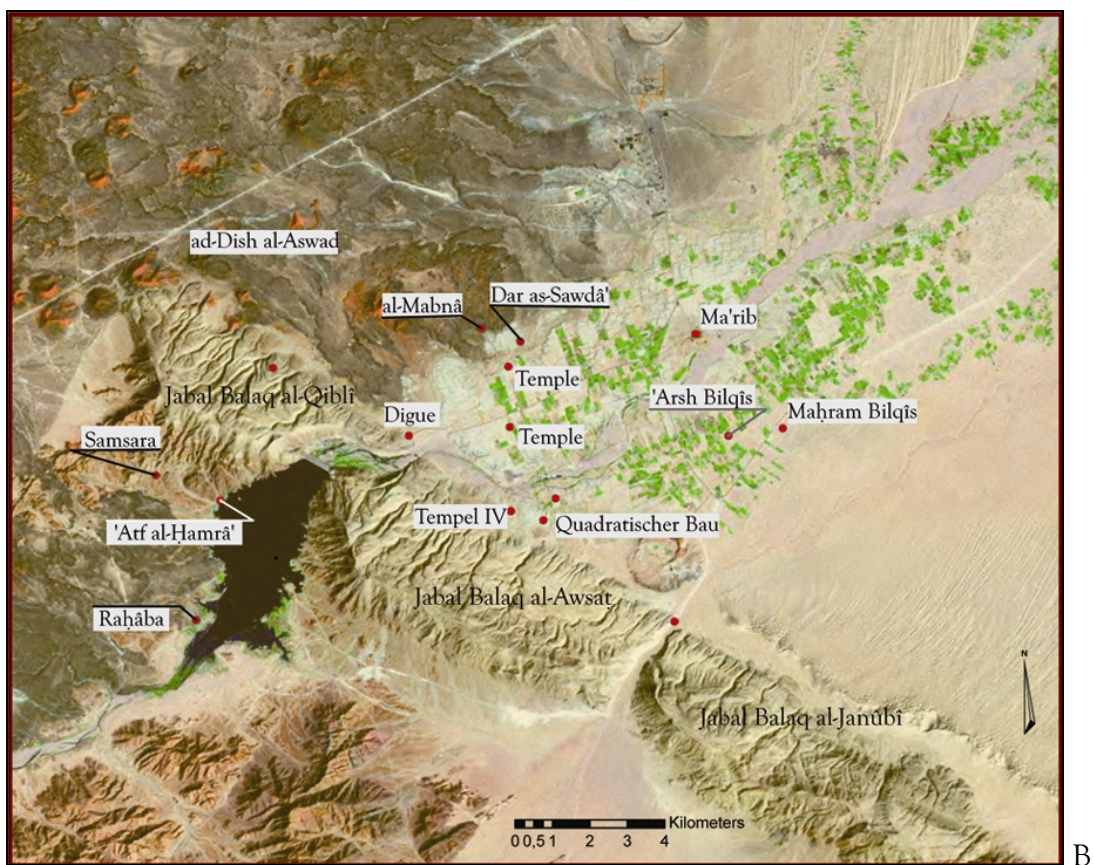 ad-Dish al-Aswad
Dar as-Sawdâ'
al-Mabnâ
Ma'rib
Temple
Jabal Balaq al-Qiblî
'Arsh Bilqîs
Maḥram Bilqîs
Digue
Temple
Samsara
Tempel IV
Quadratischer Bau
'Atf al-Ḥamrâ'
Jabal Balaq al-Awsaṭ
Raḥâba
N
Jabal Balaq al-Janûbî
Kilometers
0 0,5 1 2 3 4
B